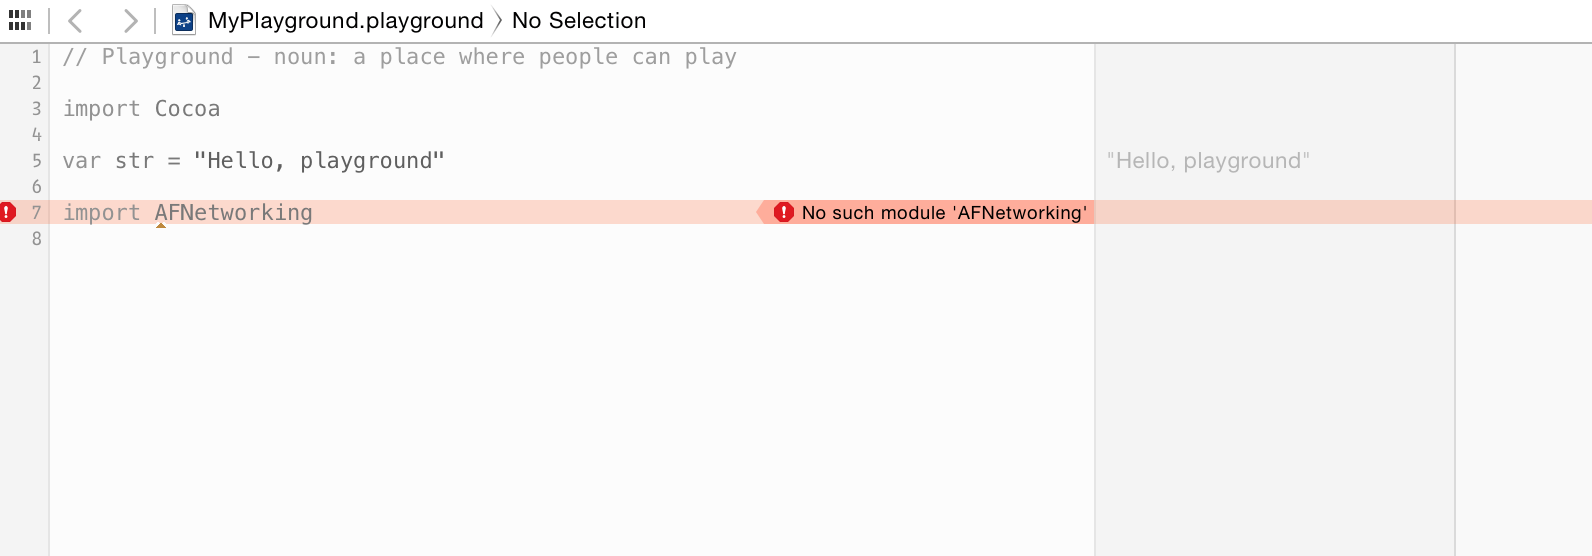 MyPlayground.playground No Selection
1 // Playground – noun: a place where people can play
2
3 import Cocoa
4
5 var str = "Hello, playground" "Hello, playground"
6
7 import AFNetworking No such module 'AFNetworking'
8